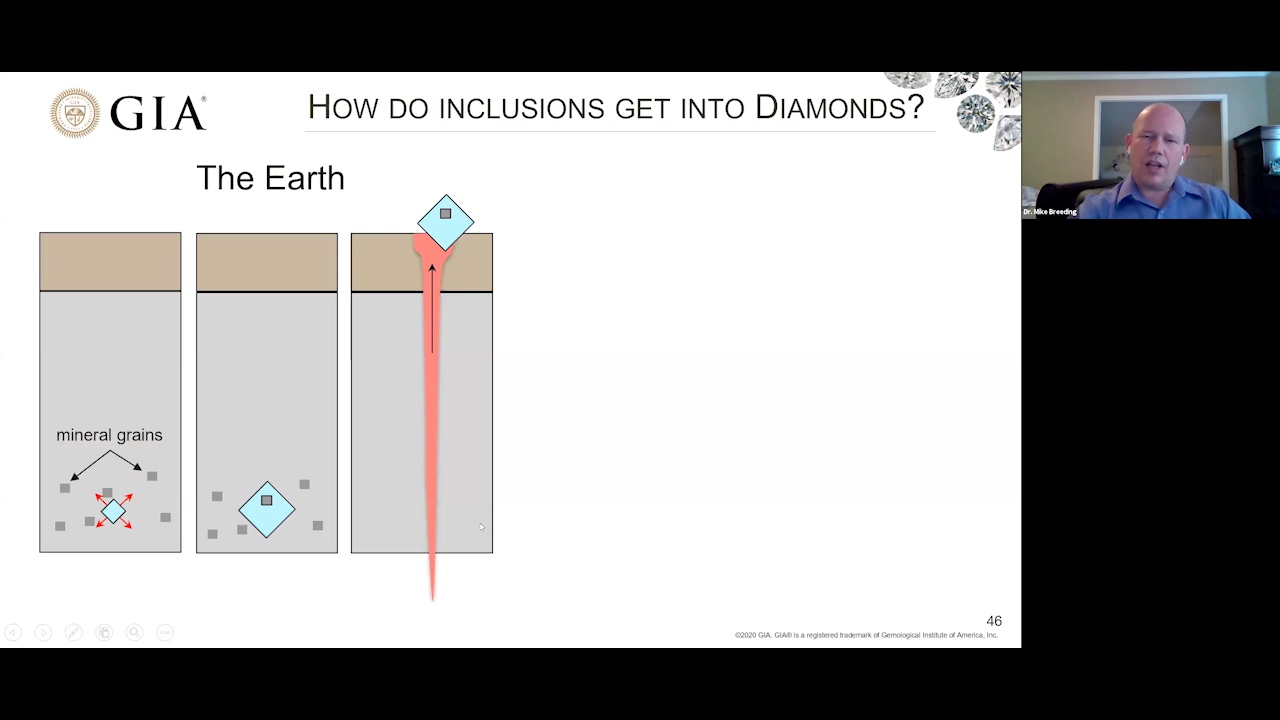 GIA®
HOW DO INCLUSIONS GET INTO DIAMONDS?
The Earth
mineral grains
Dr. Mike Breeding
46
©2020 GIA. GIA® is a registered trademark of Gemological Institute of America, Inc.